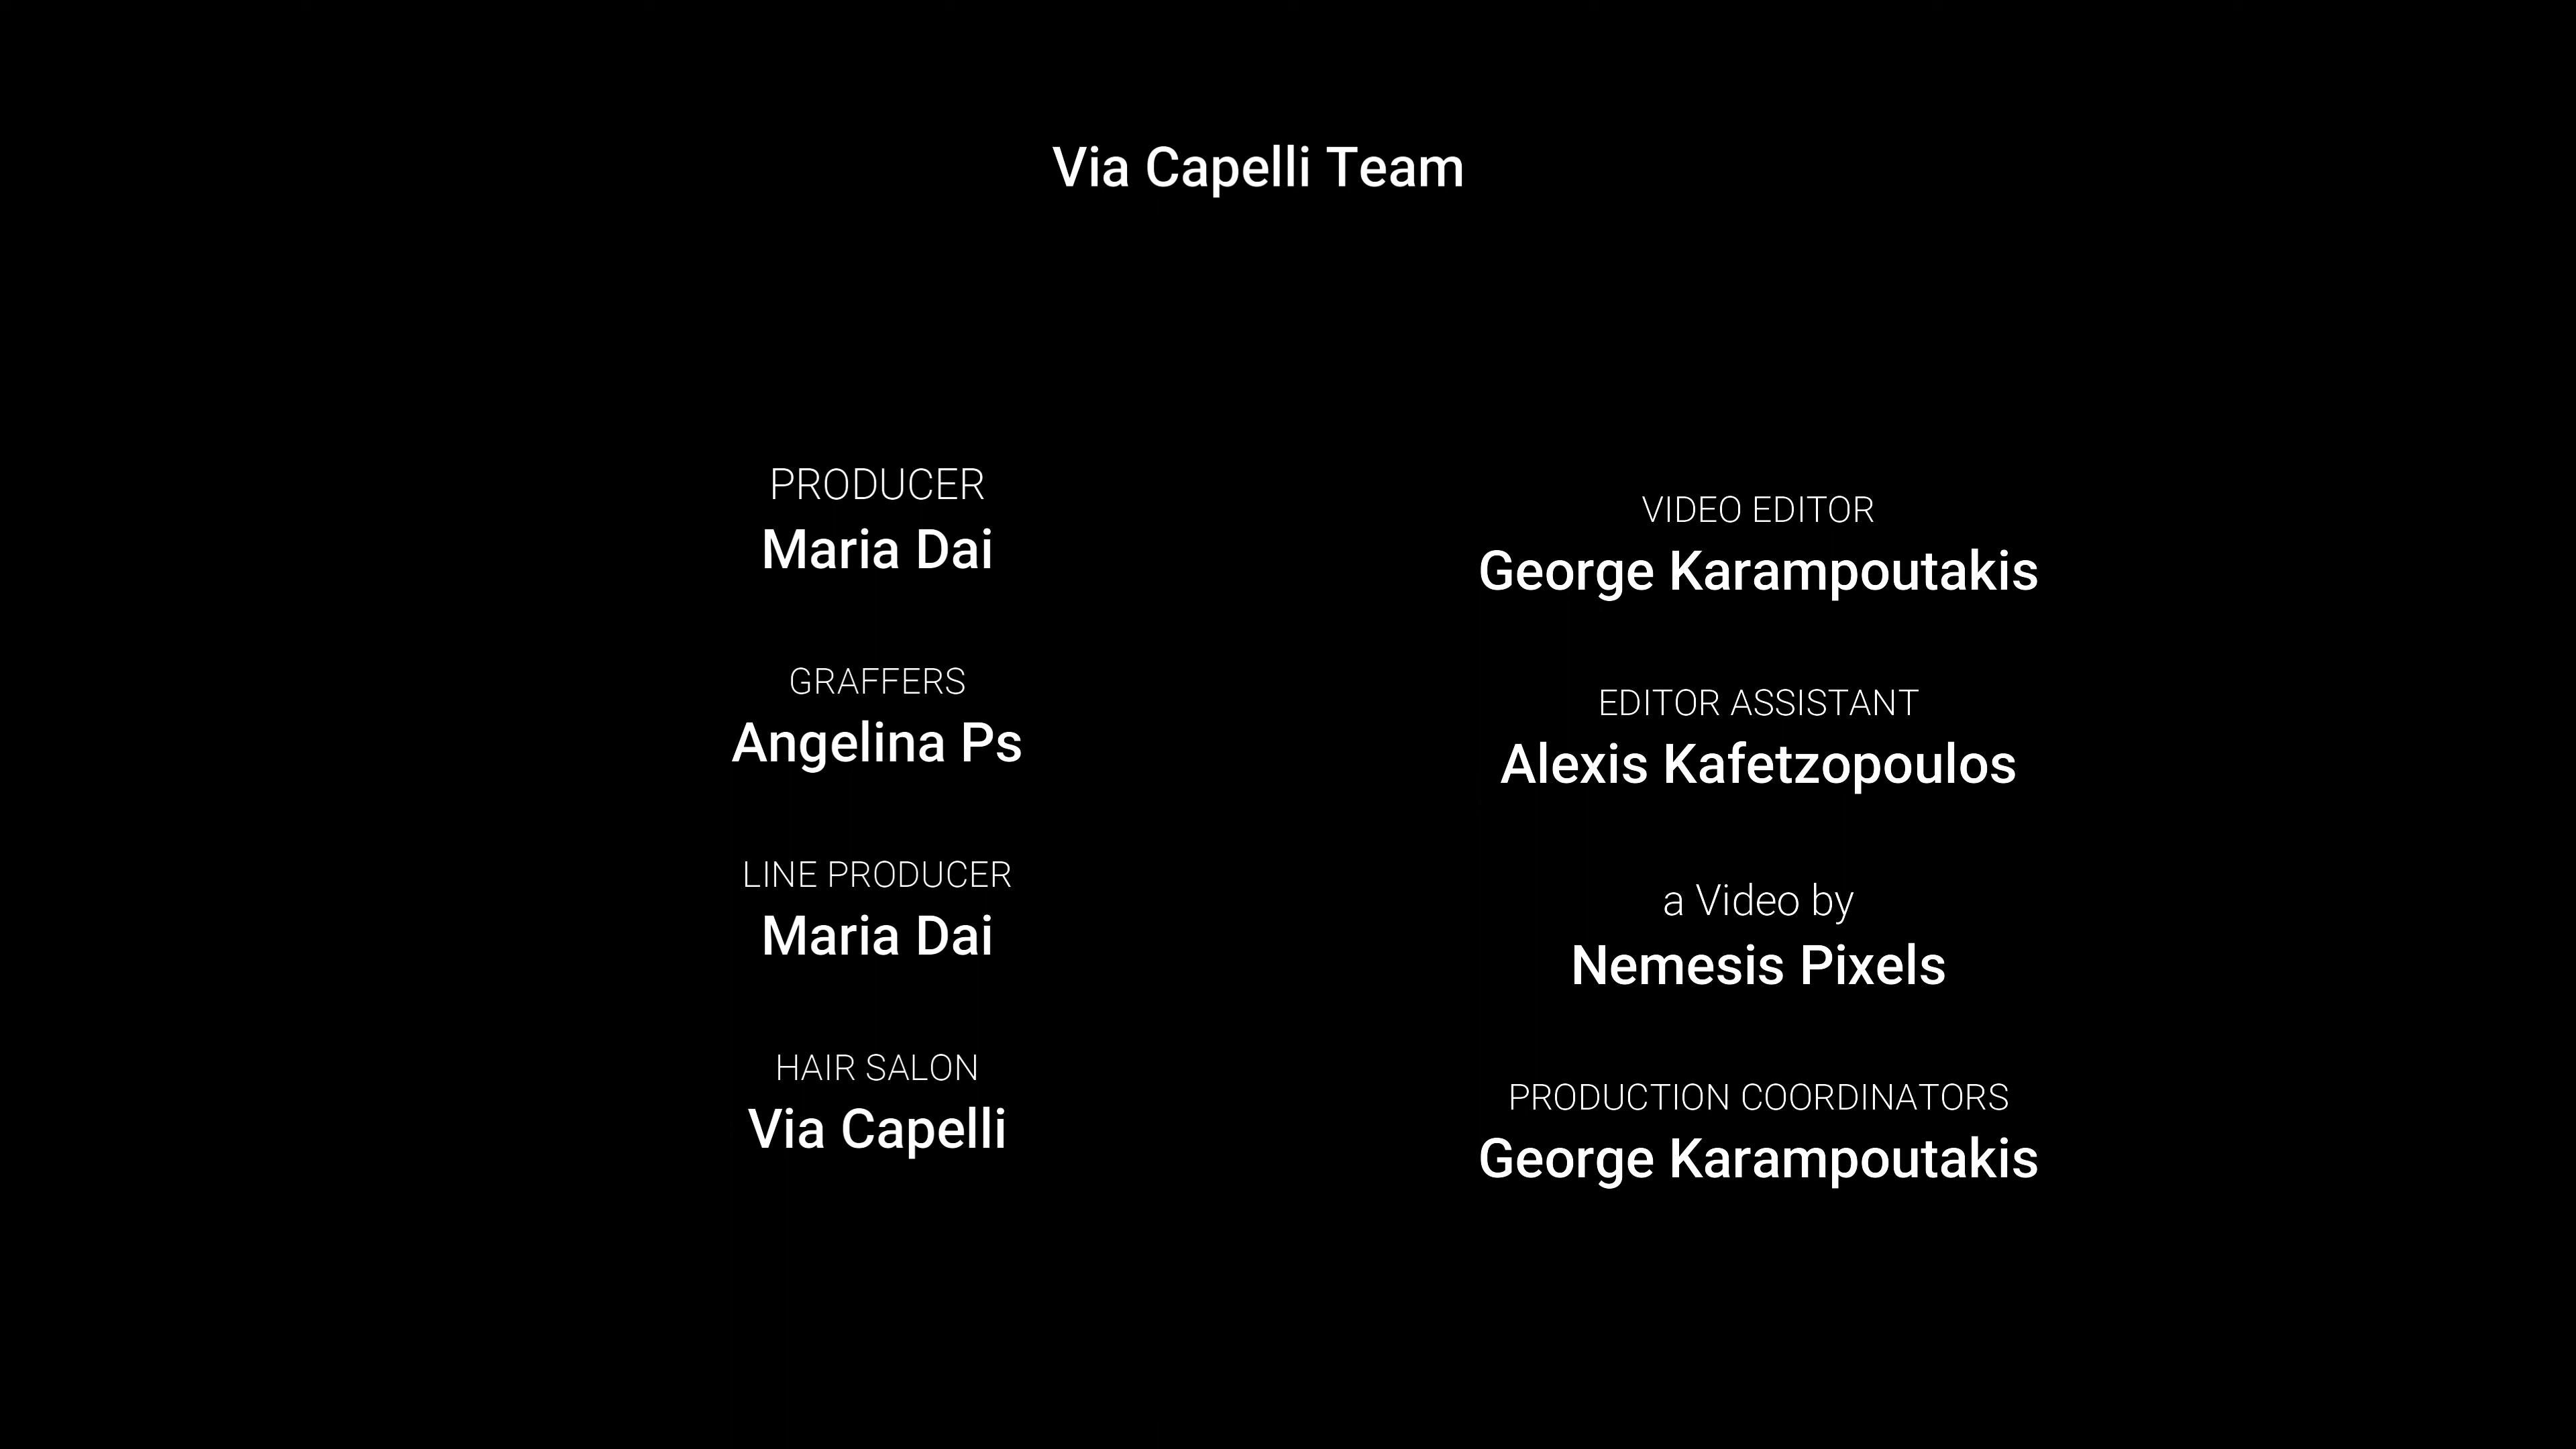 Via Capelli Team
PRODUCER
Maria Dai
GRAFFERS
Angelina Ps
LINE PRODUCER
Maria Dai
HAIR SALON
Via Capelli
VIDEO EDITOR
George Karampoutakis
EDITOR ASSISTANT
Alexis Kafetzopoulos
a Video by
Nemesis Pixels
PRODUCTION COORDINATORS
George Karampoutakis